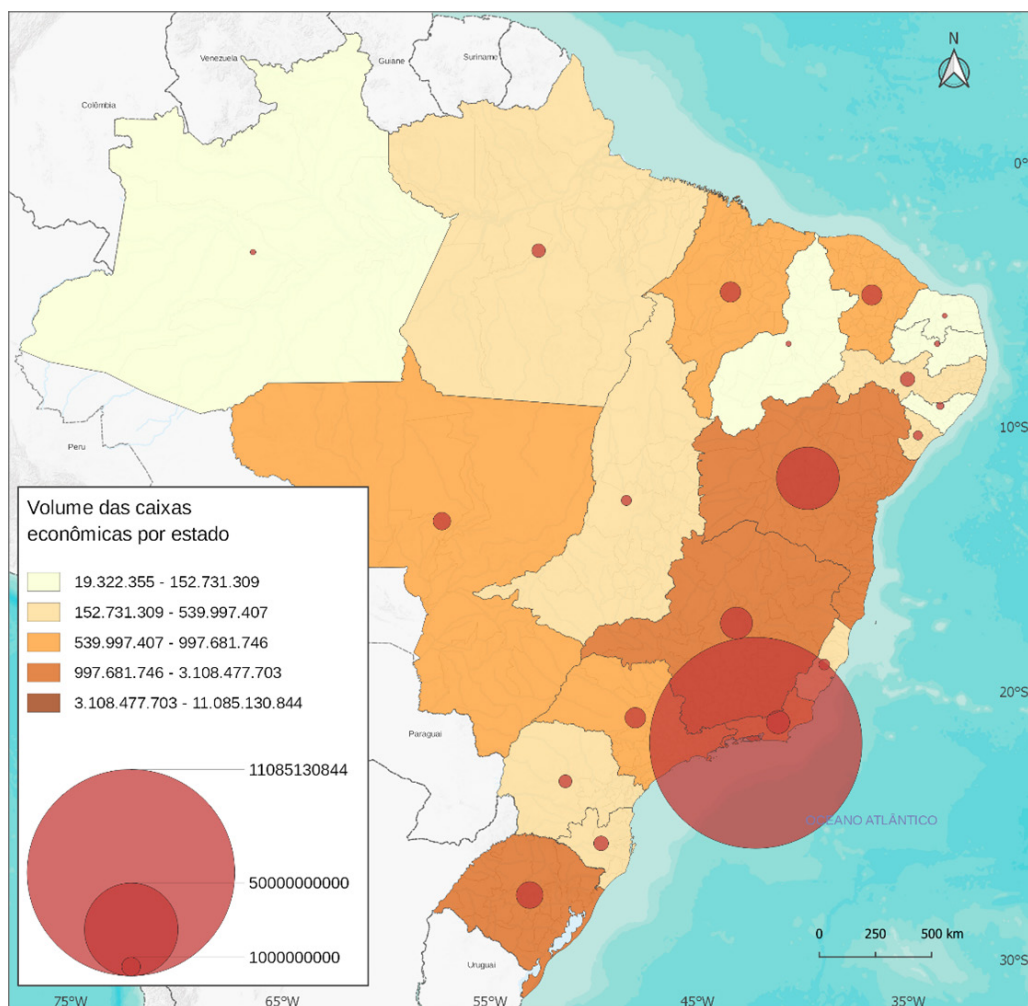 N
Venezuela
Guiane
Suriname
Colômbia
0°
Peru
10°S
Volume das caixas
econômicas por estado
19.322.355 - 152.731.309
152.731.309 - 539.997.407
539.997.407 - 997.681.746
997.681.746 - 3.108.477.703
3.108.477.703 - 11.085.130.844
20°S
Paraguai
11085130844
OCEANO ATLÂNTICO
50000000000
0 250 500 km
1000000000
Uruguai
30°S
75°W 65°W 55°W 45°W 35°W